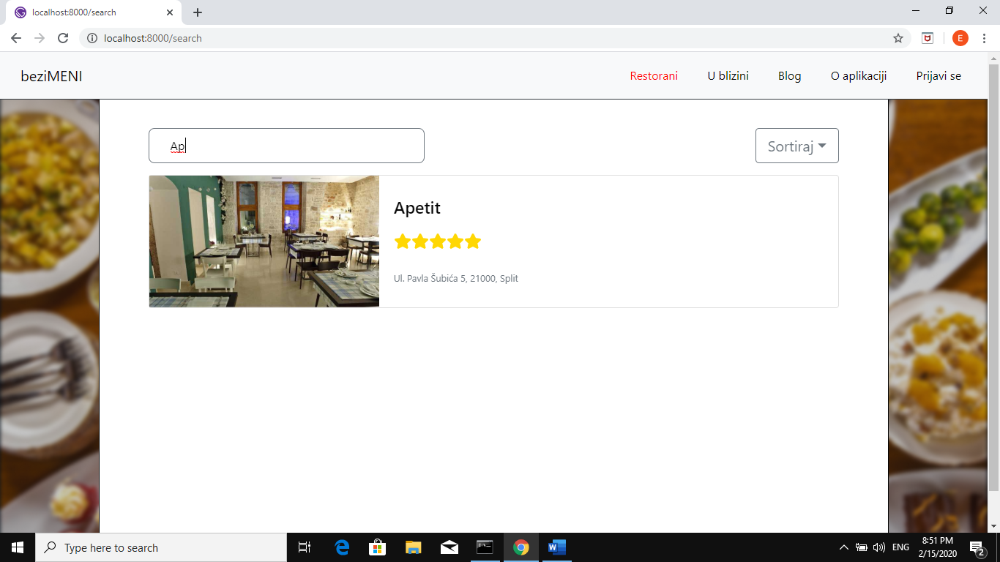 localhost:8000/search
localhost:8000/search
E
beziMENI
Restorani
U blizini
Blog
O aplikaciji
Prijavi se
Ap
Sortiraj
Apetit
Ul. Pavla Šubića 5, 21000, Split
Type here to search
ENG
8:51 PM
2/15/2020
2